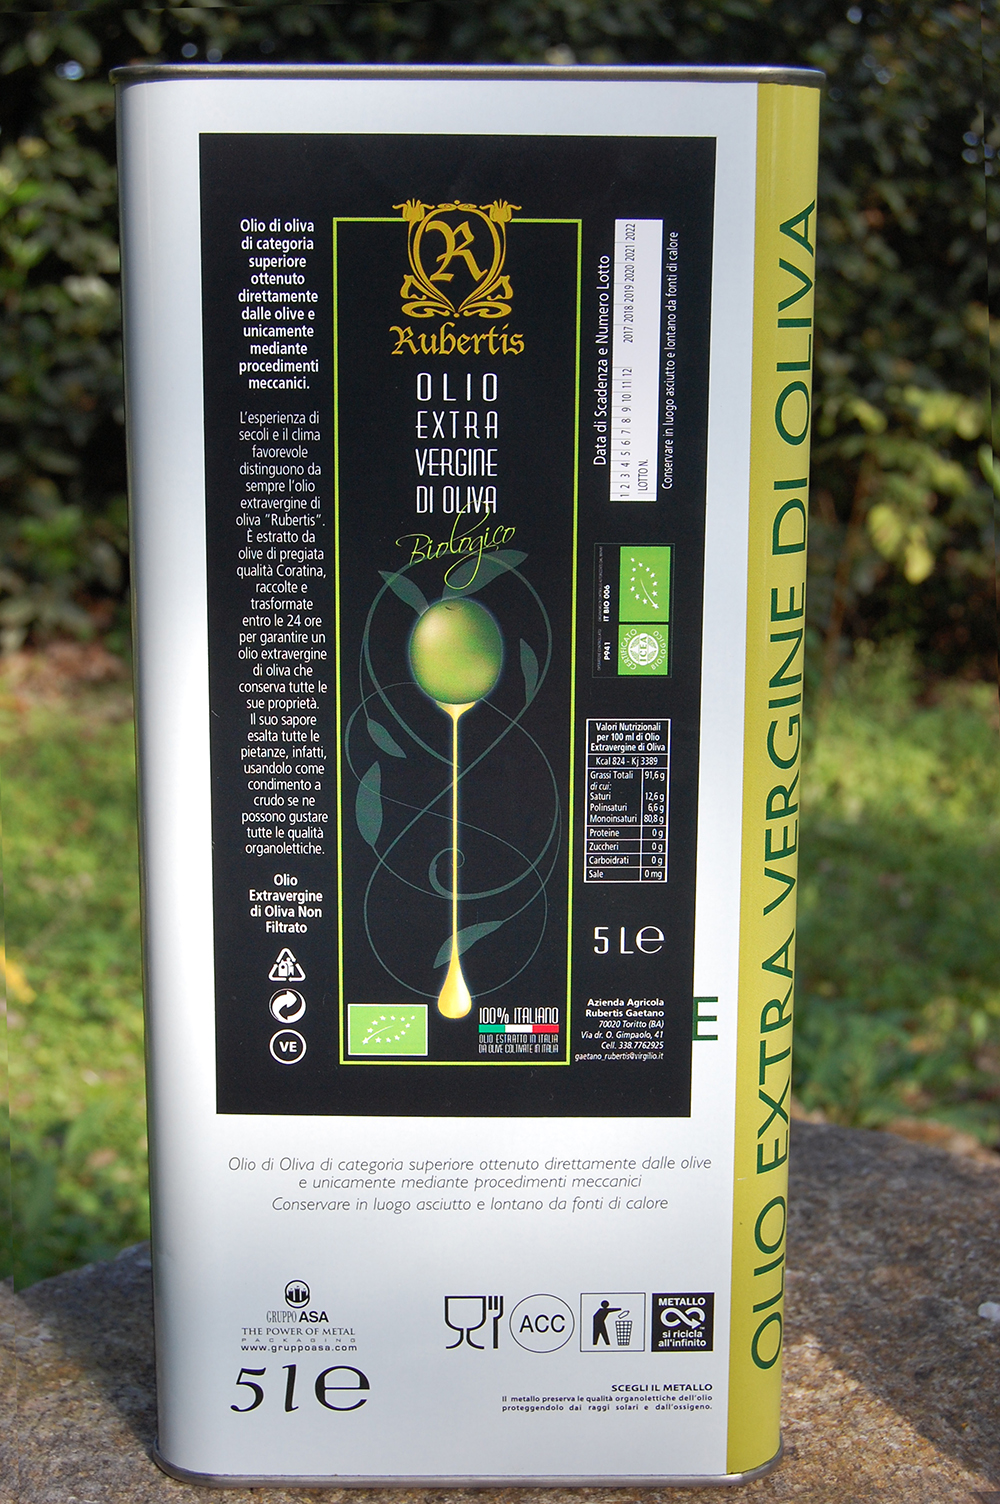 Olio di oliva
di categoria
superiore
ottenuto
direttamente
dalle olive e
unicamente
mediante
procedimenti
meccanici.
L'esperienza di
secoli e il clima
favorevole
distinguono da
sempre l'olio
extravergine di
oliva "Rubertis".
È estratto da
olive di pregiata
qualità Coratina,
raccolte e
trasformate
entro le 24 ore
per garantire un
olio extravergine
di oliva che
conserva tutte le
sue proprietà.
Il suo sapore
esalta tutte le
pietanze, infatti,
usandolo come
condimento a
crudo se ne
possono gustare
tutte le qualità
organolettiche.
Olio
Extravergine
di Oliva Non
Filtrato
VE
R
Rubertis
OLIO
EXTRA
VERGINE
DI OLIVA
Biologico
100% ITALIANO
OLIO ESTRATTO IN ITALIA
DA OLIVE COLTIVATE IN ITALIA
Data di Scadenza e Numero Lotto
1 2 3 4 5 6 7 8 9 10 11 12 2017 2018 2019 2020 2021 2022
LOTTO N.
Conservare in luogo asciutto e lontano da fonti di calore
IT BIO 006
P941
CERTIFICATO
ICEA
BIOLOGICO
Valori Nutrizionali
per 100 ml di Olio
Extravergine di Oliva
Kcal 824 - Kj 3389
Grassi Totali 91,6 g
di cui:
Saturi 12,6 g
Polinsaturi 6,6 g
Monoinsaturi 80,8 g
Proteine 0 g
Zuccheri 0 g
Carboidrati 0 g
Sale 0 mg
5 L e
Azienda Agricola
Rubertis Gaetano
70020 Toritto (BA)
Via dr. O. Gimpaolo, 41
Cell. 338.7762925
gaetano_rubertis@virgilio.it
E
OLIO EXTRA VERGINE DI OLIVA
Olio di Oliva di categoria superiore ottenuto direttamente dalle olive
e unicamente mediante procedimenti meccanici
Conservare in luogo asciutto e lontano da fonti di calore
GRUPPO ASA
THE POWER OF METAL
PACKAGING
www.gruppoasa.com
5 l e
ACC
METALLO
si ricicla
all'infinito
SCEGLI IL METALLO
Il metallo preserva le qualità organolettiche dell'olio
proteggendolo dai raggi solari e dall'ossigeno.